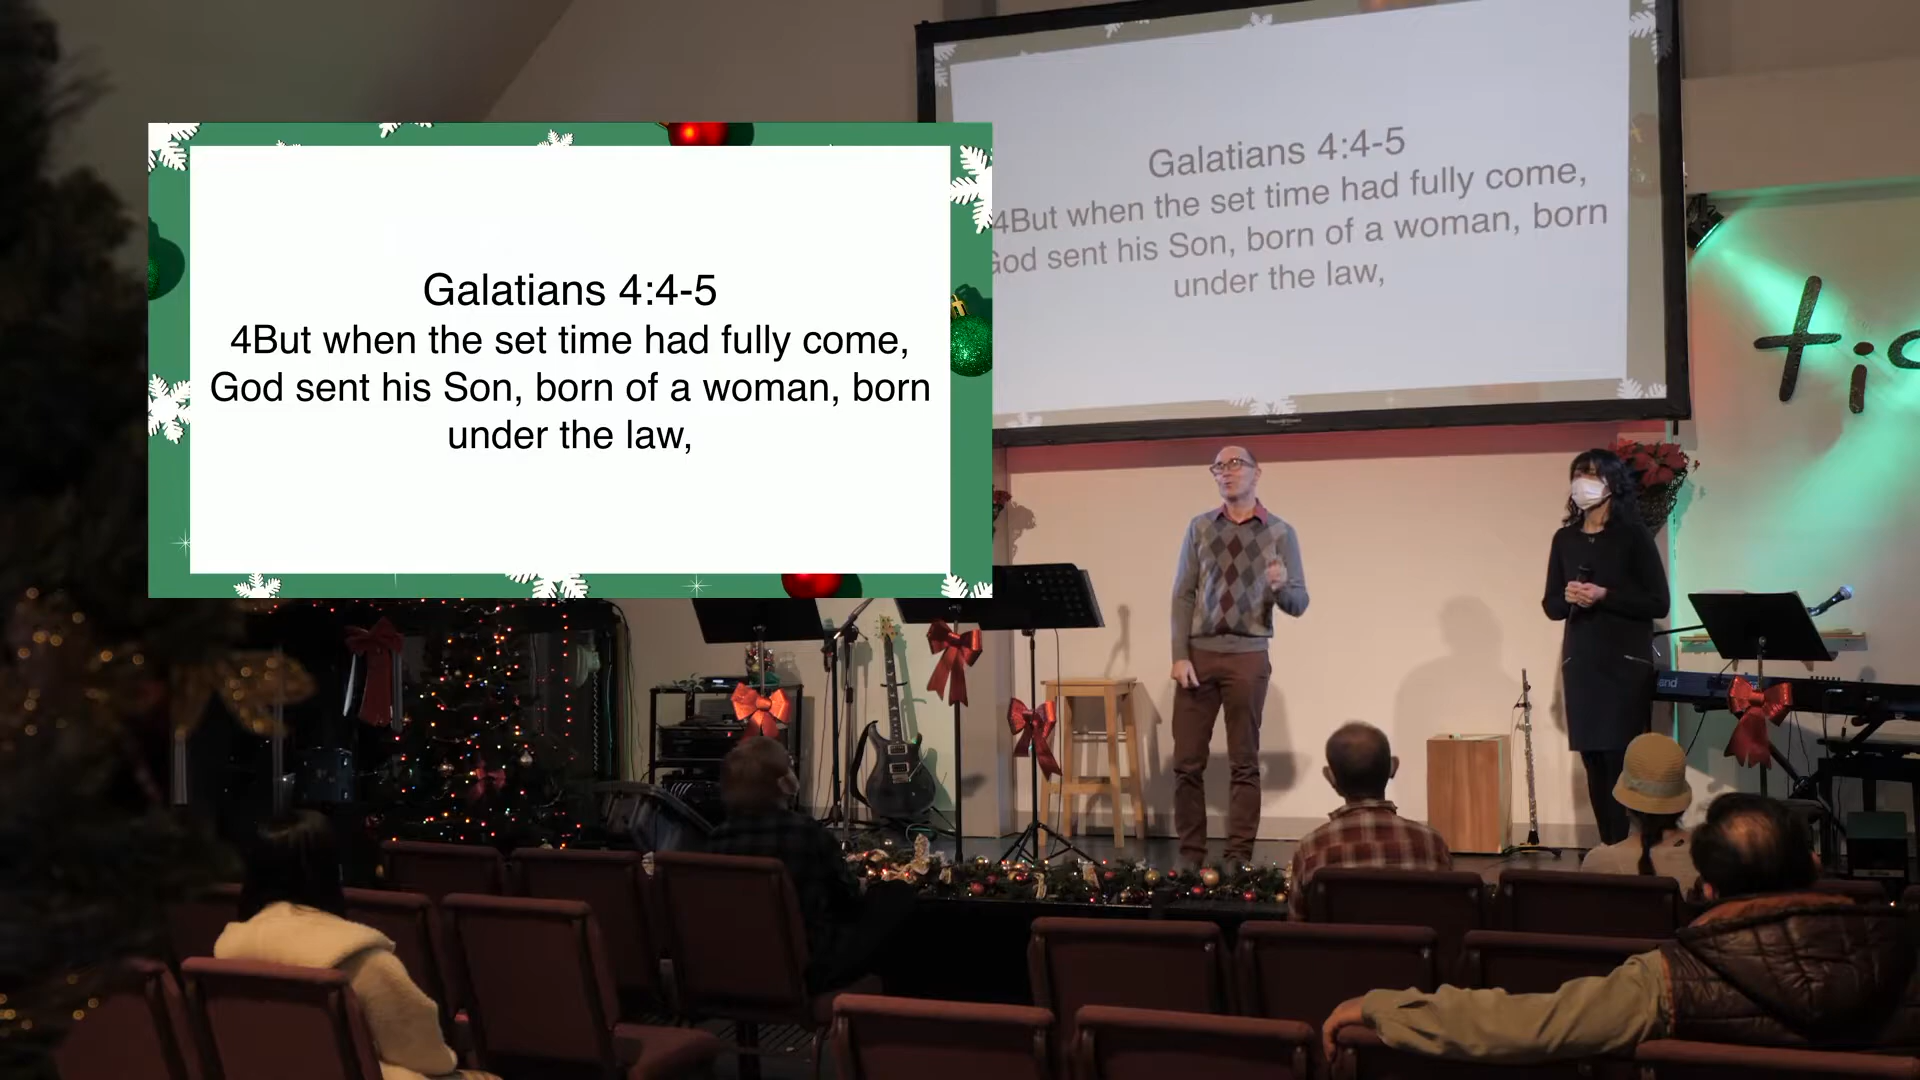 Galatians 4:4-5
4But when the set time had fully come,
God sent his Son, born of a woman, born
under the law,
Galatians 4:4-5
4But when the set time had fully come,
God sent his Son, born of a woman, born
under the law,